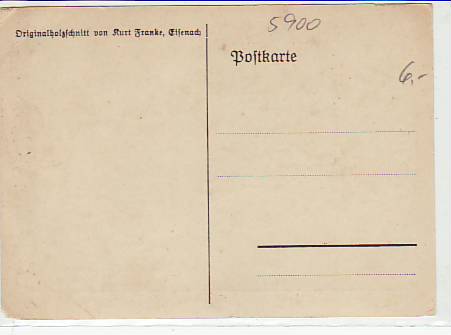 Originalholzschnitt von Kurt Franke, Eisenach
5900
Postkarte
6,-